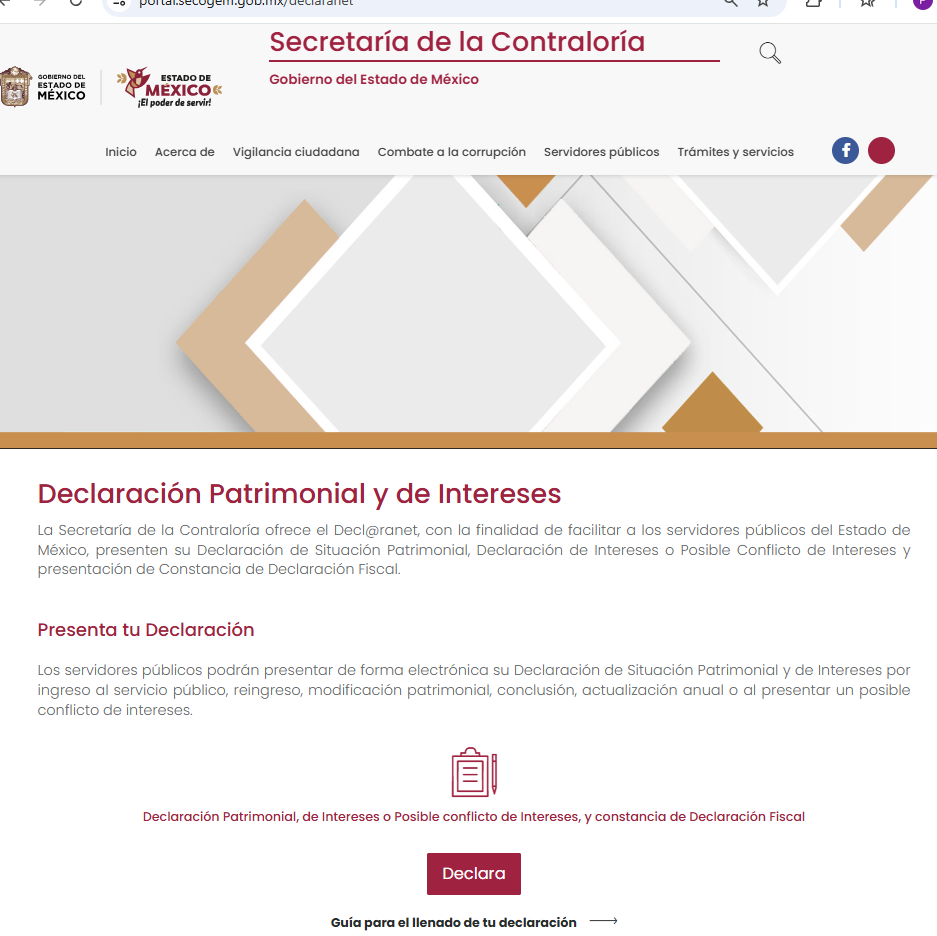 portal.secogem.gob.mx/declaranet
Secretaría de la Contraloría
Gobierno del Estado de México
GOBIERNO DEL
ESTADO DE
MÉXICO
ESTADO DE
MÉXICO
¡El poder de servir!
Inicio Acerca de Vigilancia ciudadana Combate a la corrupción Servidores públicos Trámites y servicios
Declaración Patrimonial y de Intereses
La Secretaría de la Contraloría ofrece el Decl@ranet, con la finalidad de facilitar a los servidores públicos del Estado de
México, presenten su Declaración de Situación Patrimonial, Declaración de Intereses o Posible Conflicto de Intereses y
presentación de Constancia de Declaración Fiscal.
Presenta tu Declaración
Los servidores públicos podrán presentar de forma electrónica su Declaración de Situación Patrimonial y de Intereses por
ingreso al servicio público, reingreso, modificación patrimonial, conclusión, actualización anual o al presentar un posible
conflicto de intereses.
Declaración Patrimonial, de Intereses o Posible conflicto de Intereses, y constancia de Declaración Fiscal
Declara
Guía para el llenado de tu declaración